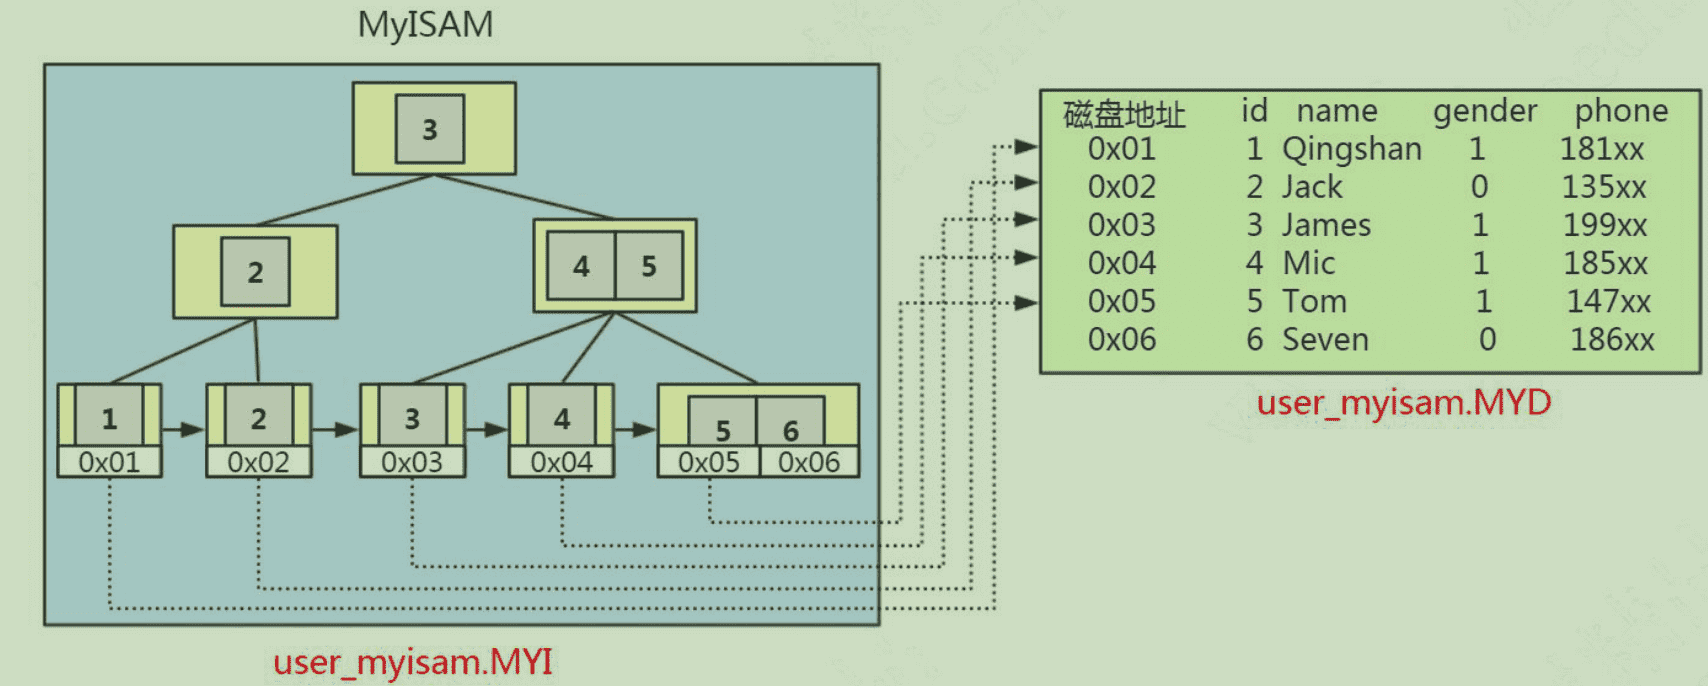 MyISAM
3
2
4 5
1 2 3 4 5 6
0x01 0x02 0x03 0x04 0x05 0x06
user_myisam.MYI
磁盘地址 id name gender phone
0x01 1 Qingshan 1 181xx
0x02 2 Jack 0 135xx
0x03 3 James 1 199xx
0x04 4 Mic 1 185xx
0x05 5 Tom 1 147xx
0x06 6 Seven 0 186xx
user_myisam.MYD